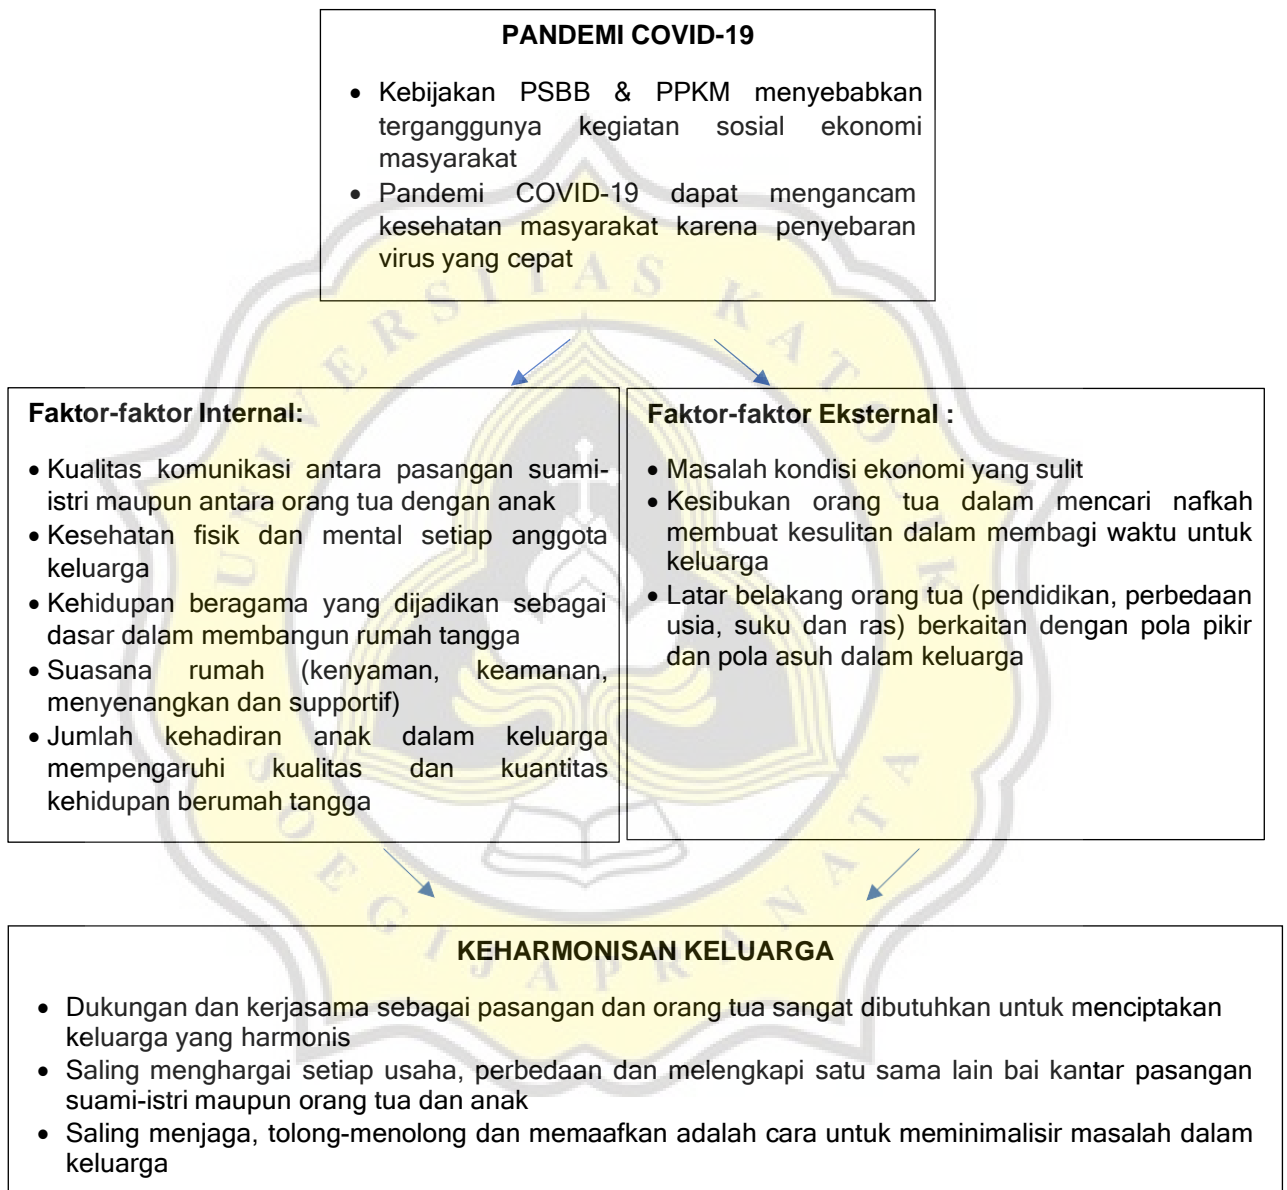 PANDEMI COVID-19
• Kebijakan PSBB & PPKM menyebabkan
terganggunya kegiatan sosial ekonomi
masyarakat
• Pandemi COVID-19 dapat mengancam
kesehatan masyarakat karena penyebaran
virus yang cepat
Faktor-faktor Internal:
• Kualitas komunikasi antara pasangan suami-
istri maupun antara orang tua dengan anak
• Kesehatan fisik dan mental setiap anggota
keluarga
• Kehidupan beragama yang dijadikan sebagai
dasar dalam membangun rumah tangga
• Suasana rumah (kenyaman, keamanan,
menyenangkan dan supportif)
• Jumlah kehadiran anak dalam keluarga
mempengaruhi kualitas dan kuantitas
kehidupan berumah tangga
Faktor-faktor Eksternal :
• Masalah kondisi ekonomi yang sulit
• Kesibukan orang tua dalam mencari nafkah
membuat kesulitan dalam membagi waktu untuk
keluarga
• Latar belakang orang tua (pendidikan, perbedaan
usia, suku dan ras) berkaitan dengan pola pikir
dan pola asuh dalam keluarga
KEHARMONISAN KELUARGA
• Dukungan dan kerjasama sebagai pasangan dan orang tua sangat dibutuhkan untuk menciptakan
keluarga yang harmonis
• Saling menghargai setiap usaha, perbedaan dan melengkapi satu sama lain bai kantar pasangan
suami-istri maupun orang tua dan anak
• Saling menjaga, tolong-menolong dan memaafkan adalah cara untuk meminimalisir masalah dalam
keluarga
UNIVERSITAS KATOLIK
SOEGIJAPRANATA